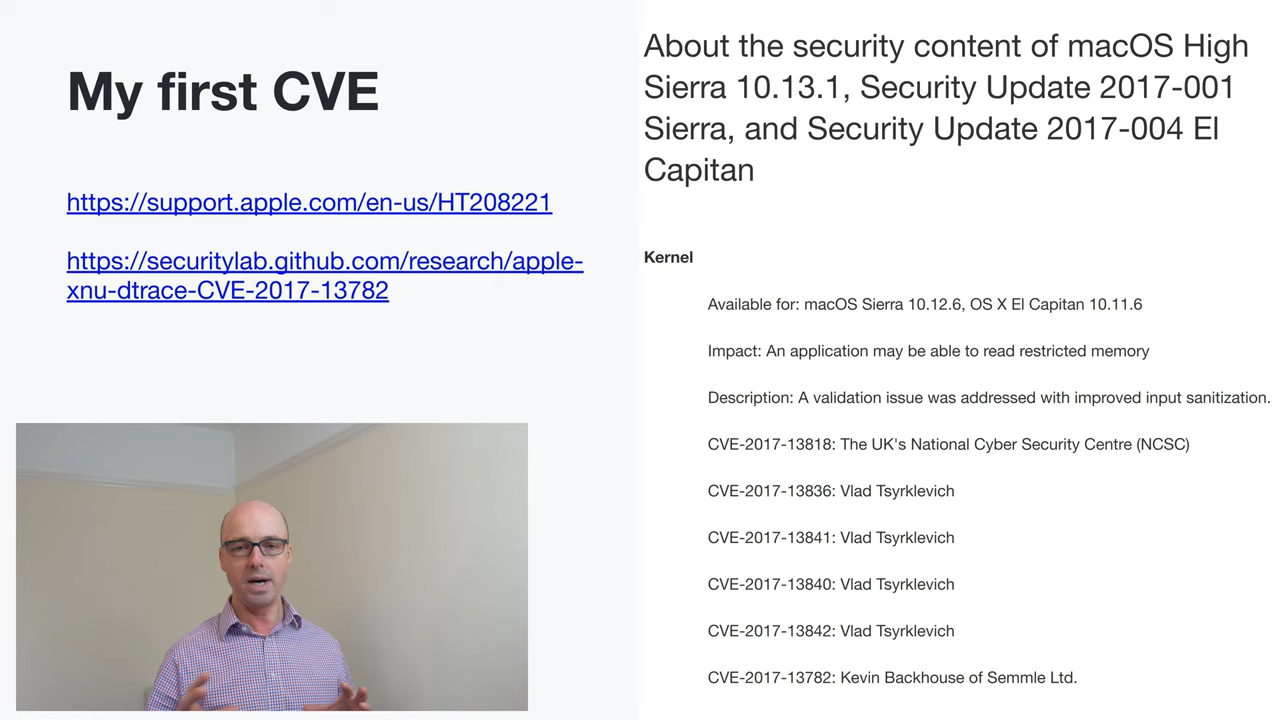 My first CVE
https://support.apple.com/en-us/HT208221
https://securitylab.github.com/research/apple-
xnu-dtrace-CVE-2017-13782
About the security content of macOS High
Sierra 10.13.1, Security Update 2017-001
Sierra, and Security Update 2017-004 El
Capitan
Kernel
Available for: macOS Sierra 10.12.6, OS X El Capitan 10.11.6
Impact: An application may be able to read restricted memory
Description: A validation issue was addressed with improved input sanitization.
CVE-2017-13818: The UK's National Cyber Security Centre (NCSC)
CVE-2017-13836: Vlad Tsyrklevich
CVE-2017-13841: Vlad Tsyrklevich
CVE-2017-13840: Vlad Tsyrklevich
CVE-2017-13842: Vlad Tsyrklevich
CVE-2017-13782: Kevin Backhouse of Semmle Ltd.